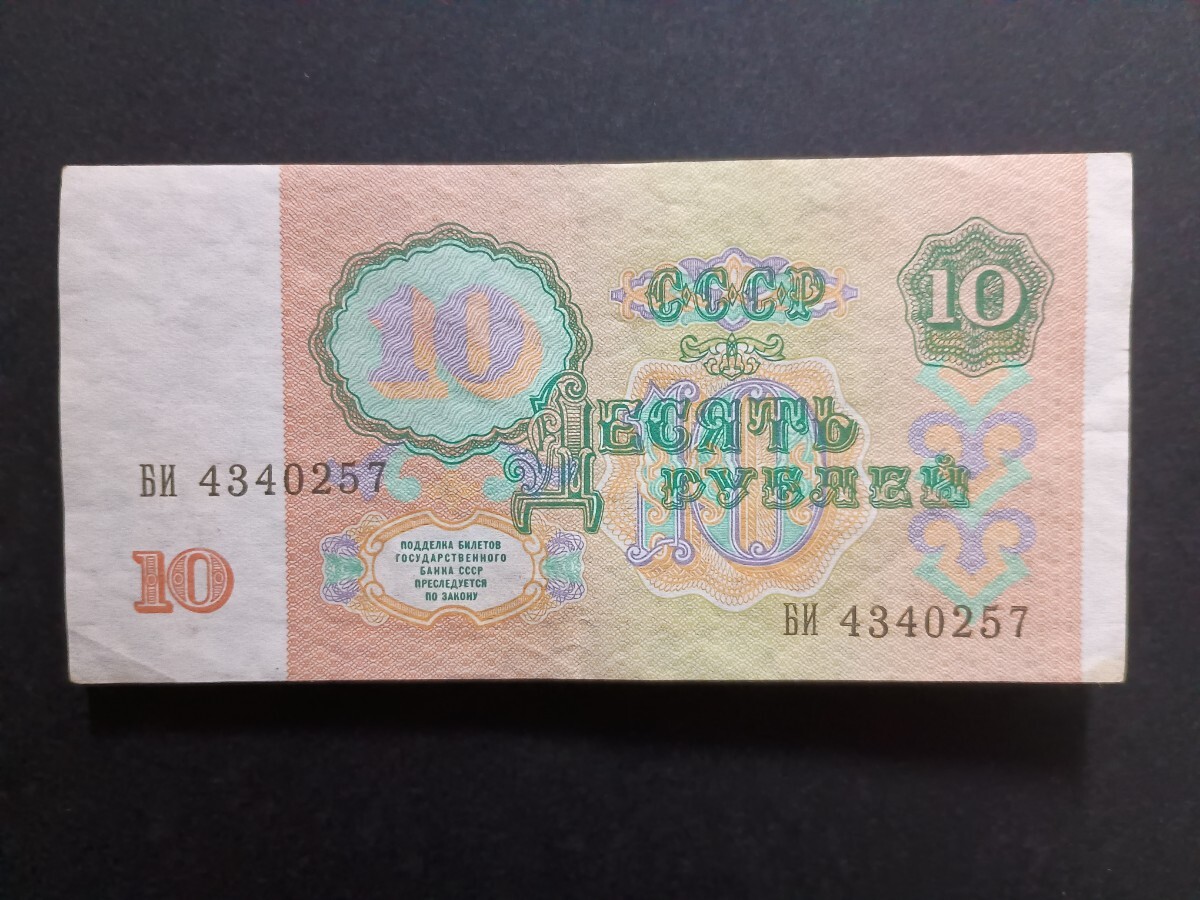 10
СССР
10
10
ДЕСЯТЬ
РУБЛЕЙ
БИ 4340257
10
ПОДДЕЛКА БИЛЕТОВ
ГОСУДАРСТВЕННОГО
БАНКА СССР
ПРЕСЛЕДУЕТСЯ
ПО ЗАКОНУ
БИ 4340257